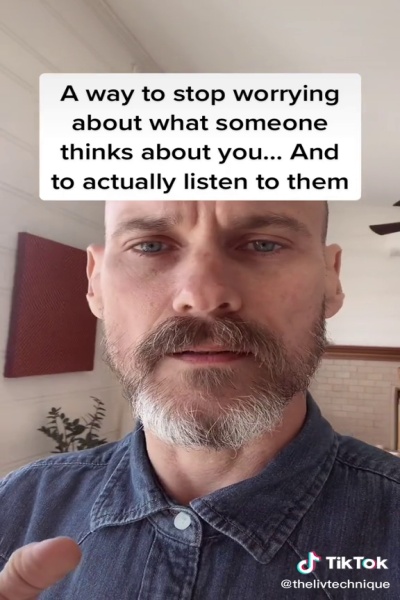 A way to stop worrying
about what someone
thinks about you... And
to actually listen to them
TikTok
@thelivtechnique